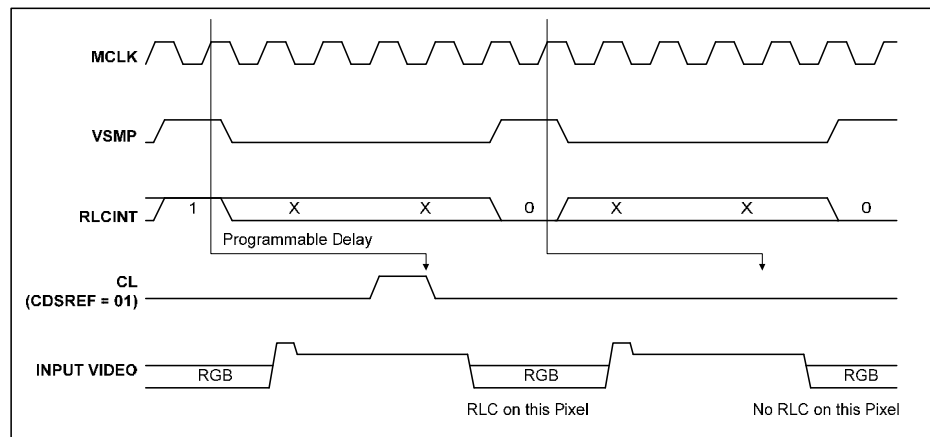 MCLK
VSMP
RLCINT 1 X X 0 X X 0
Programmable Delay
CL
(CDSREF = 01)
INPUT VIDEO RGB RGB RGB
RLC on this Pixel No RLC on this Pixel